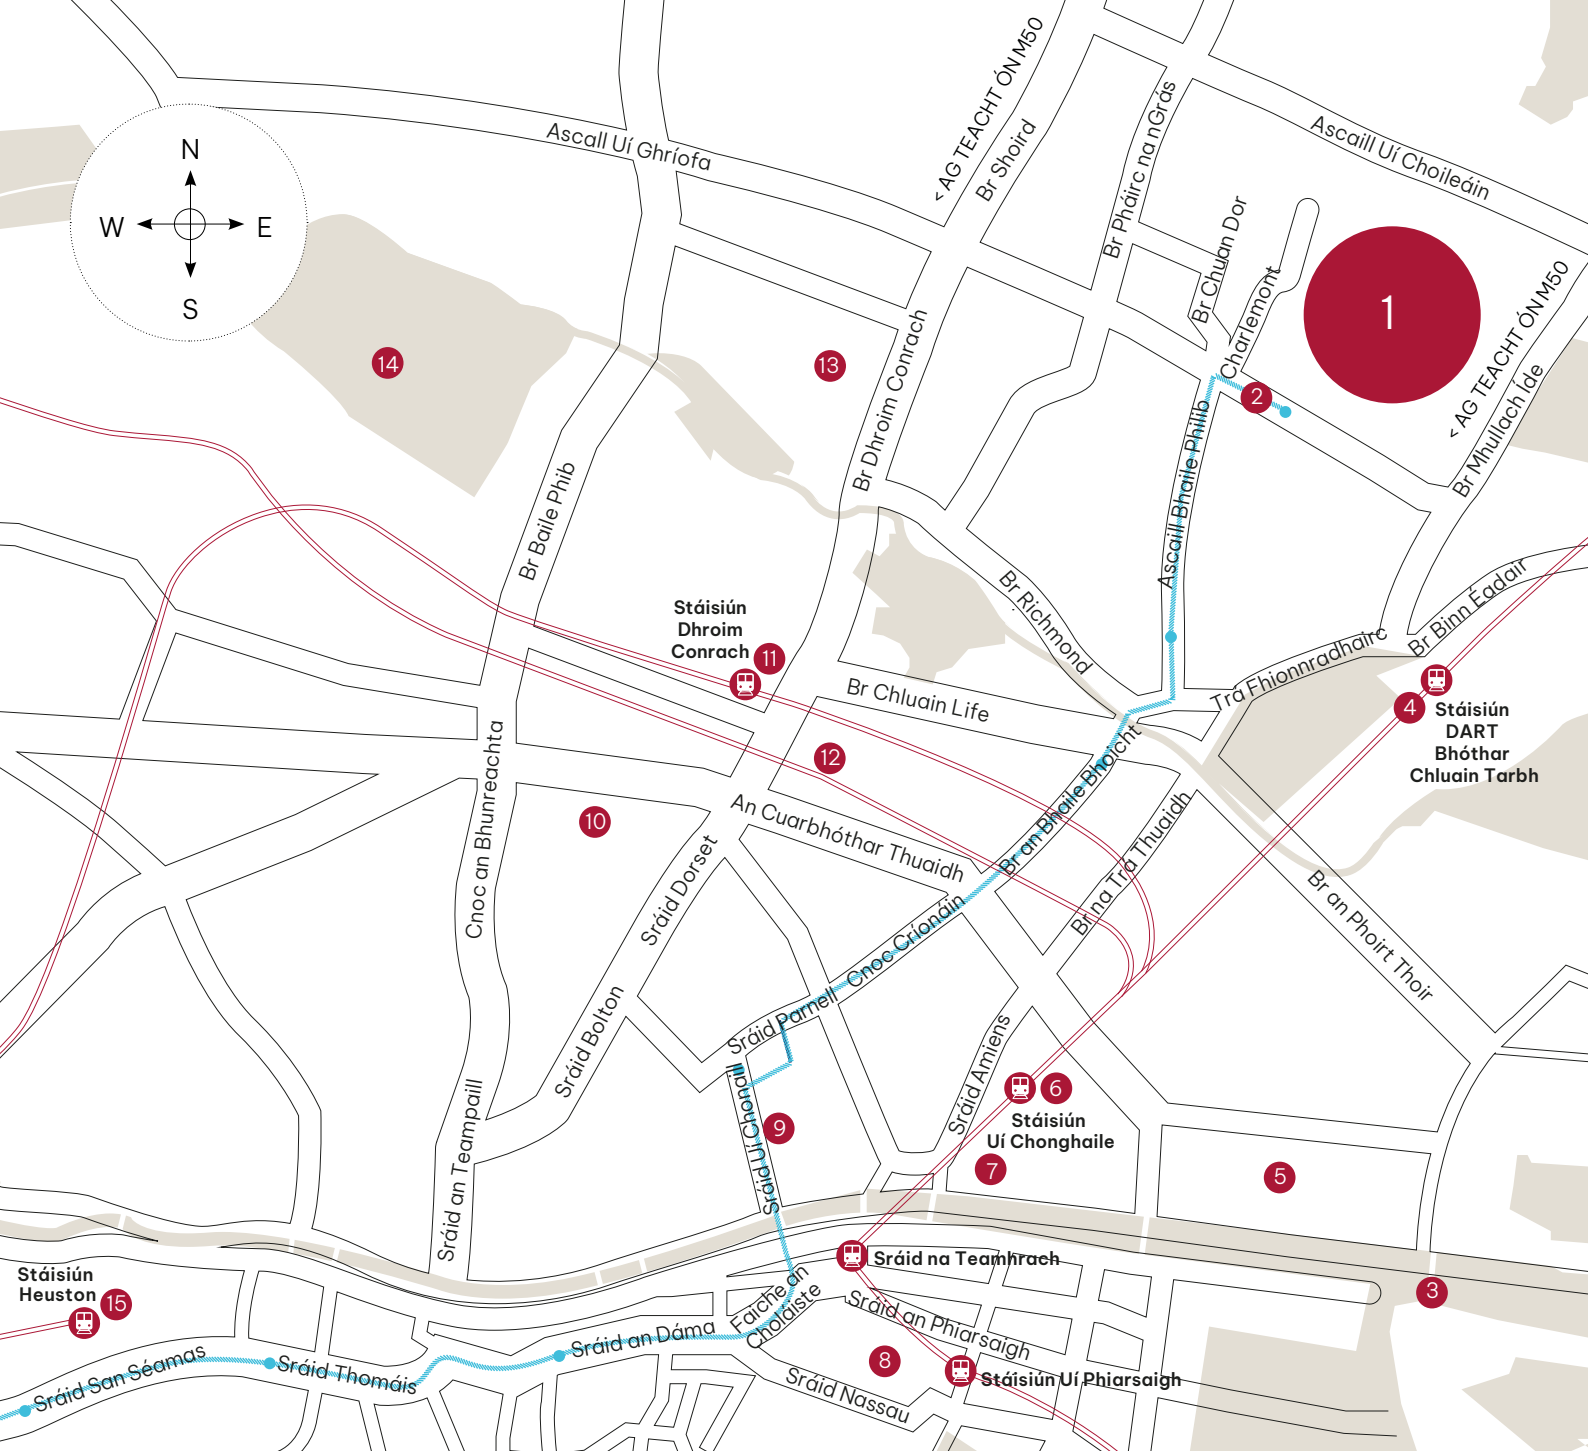 N
W
E
S
Ascall Uí Ghríofa
< AG TEACHT ÓN M50
Br Shoird
Br Pháirc na nGrás
Ascaill Uí Choileáin
Br Chuan Dor
Charlemont
1
< AG TEACHT ÓN M50
Br Mhullach Íde
14
13
2
Br Dhroim Conrach
Ascaill Bhaile Philib
Br Baile Phib
Br Richmond
Br Binn Éadair
Stáisiún
Dhroim
Conrach
11
Trá Fhionnradhairc
Br Chluain Life
4
Stáisiún
DART
Bhóthar
Chluain Tarbh
12
Br an Bhaile Bhoicht
10
An Cuarbhóthar Thuaidh
Br na Trá Thuaidh
Cnoc an Bhunreachta
Sráid Dorset
Br an Phoirt Thoir
Cnoc Críonáin
Sráid Parnell
Sráid Bolton
Sráid Amiens
6
Stáisiún
Uí Chonghaile
Sráid Uí Chonaill
9
7
5
Sráid an Teampaill
Sráid na Teamhrach
Stáisiún
Heuston
15
3
Faiche an
Choláiste
Sráid an Phiarsaigh
Sráid an Dáma
8
Sráid San Séamas
Sráid Thomáis
Sráid Nassau
Stáisiún Uí Phiarsaigh